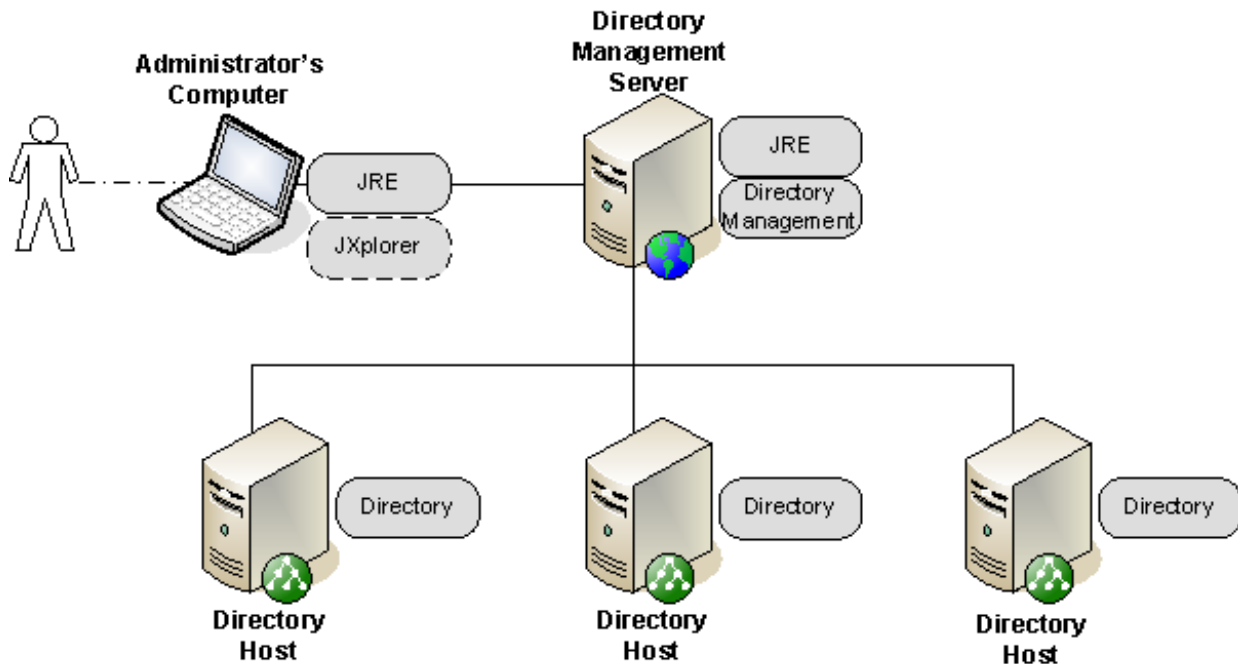 Administrator's
Computer
Directory
Management
Server
JRE
JXplorer
JRE
Directory
Management
Directory
Directory
Directory
Directory
Host
Directory
Host
Directory
Host